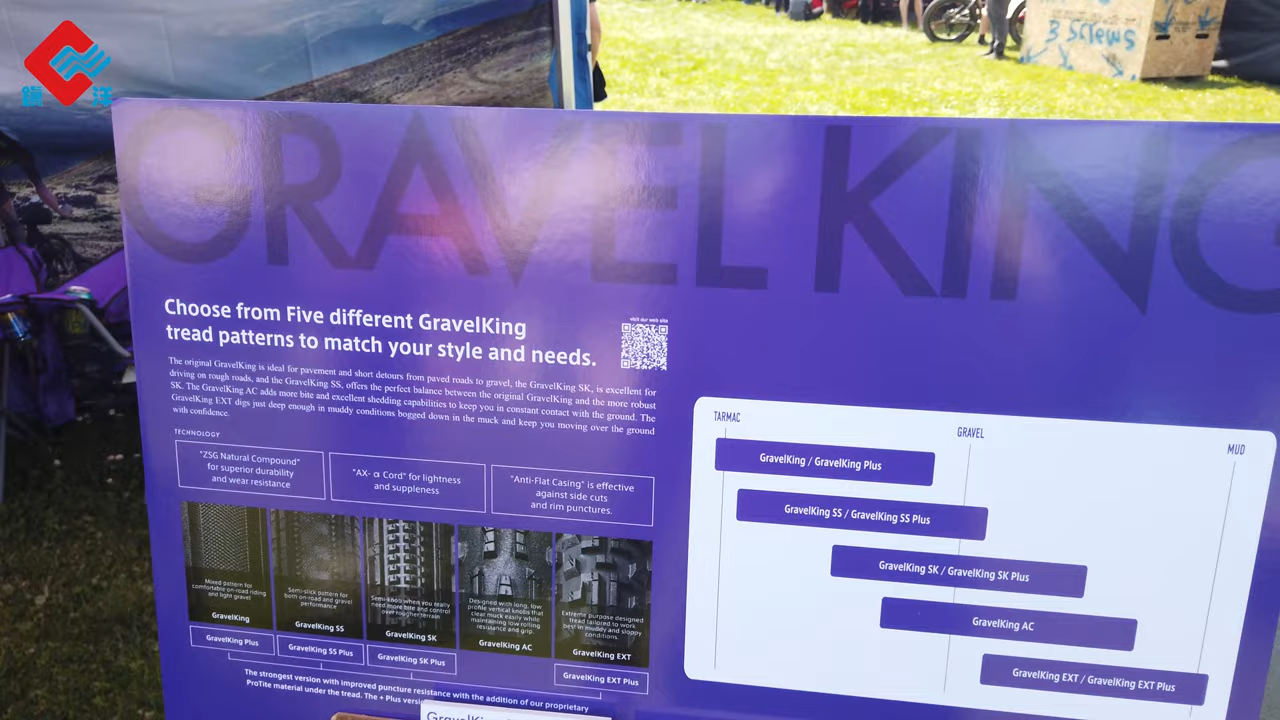 鐶洋
3 SCREWS
GRAVEL KING
Choose from Five different GravelKing
tread patterns to match your style and needs.
visit our web site
The original GravelKing is ideal for pavement and short detours from paved roads to gravel, the GravelKing SK, is excellent for
driving on rough roads, and the GravelKing SS, offers the perfect balance between the original GravelKing and the more robust
SK. The GravelKing AC adds more bite and excellent shedding capabilities to keep you in constant contact with the ground. The
GravelKing EXT digs just deep enough in muddy conditions bogged down in the muck and keep you moving over the ground
with confidence.
TECHNOLOGY
"ZSG Natural Compound"
for superior durability
and wear resistance
"AX- α Cord" for lightness
and suppleness
"Anti-Flat Casing" is effective
against side cuts
and rim punctures.
Mixed pattern for
comfortable on-road riding
and light gravel
GravelKing
Semi-slick pattern for
both on-road and gravel
performance
GravelKing SS
Semi-knob when you really
need more bite and control
over rougher terrain
GravelKing SK
Designed with long, low
profile vertical knobs that
clear muck easily while
maintaining low rolling
resistance and grip.
GravelKing AC
Extreme purpose designed
tread tailored to work
best in muddy and sloppy
conditions.
GravelKing EXT
GravelKing Plus
GravelKing SS Plus
GravelKing SK Plus
GravelKing EXT Plus
The strongest version with improved puncture resistance with the addition of our proprietary
ProTite material under the tread. The + Plus
GravelKing
TARMAC
GRAVEL
MUD
GravelKing / GravelKing Plus
GravelKing SS / GravelKing SS Plus
GravelKing SK / GravelKing SK Plus
GravelKing AC
GravelKing EXT / GravelKing EXT Plus